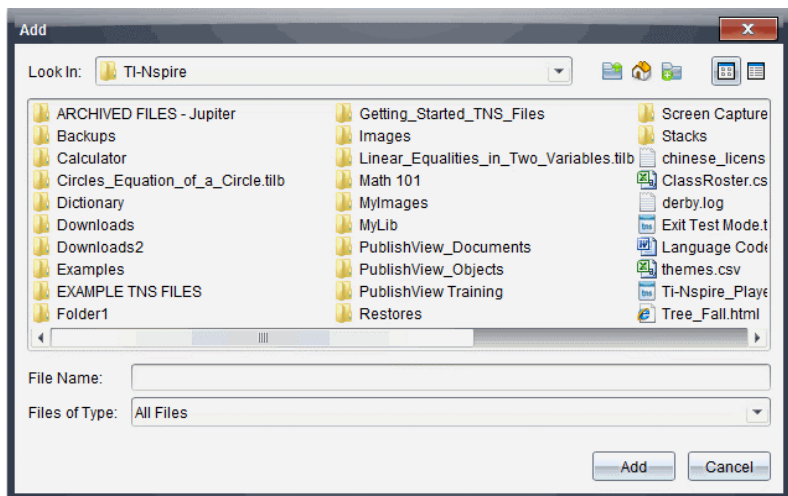 Add
Look In: TI-Nspire
ARCHIVED FILES - Jupiter
Backups
Calculator
Circles_Equation_of_a_Circle.tilb
Dictionary
Downloads
Downloads2
Examples
EXAMPLE TNS FILES
Folder1
Getting_Started_TNS_Files
Images
Linear_Equalities_in_Two_Variables.tilb
Math 101
MyImages
MyLib
PublishView_Documents
PublishView_Objects
PublishView Training
Restores
Screen Capture
Stacks
chinese_licens
ClassRoster.cs
derby.log
Exit Test Mode.t
Language Code
themes.csv
Ti-Nspire_Playe
Tree_Fall.html
File Name:
Files of Type: All Files
Add Cancel